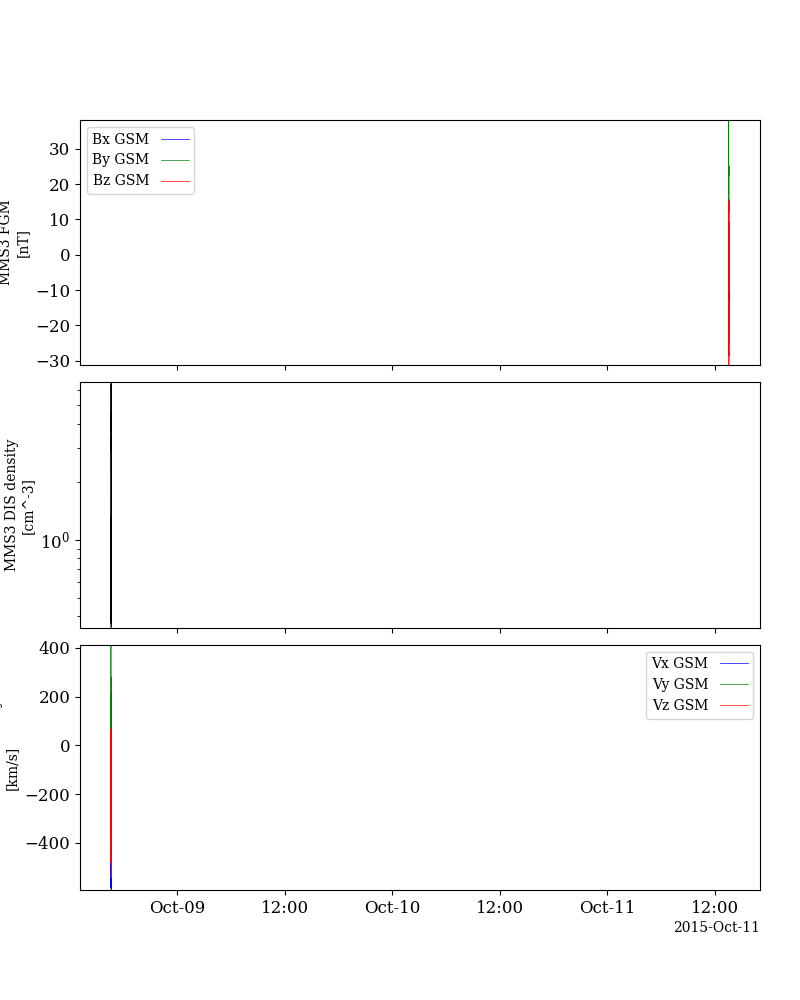 Bx GSM
By GSM
Bz GSM
30
20
10
0
−10
−20
−30
MMS3 FGM
[nT]
10⁰
MMS3 DIS density
[cm^-3]
Vx GSM
Vy GSM
Vz GSM
400
200
0
−200
−400
[km/s]
Oct-09
12:00
Oct-10
12:00
Oct-11
12:00
2015-Oct-11